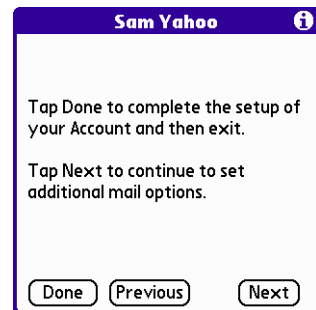 Sam Yahoo
Tap Done to complete the setup of
your Account and then exit.
Tap Next to continue to set
additional mail options.
Done Previous Next